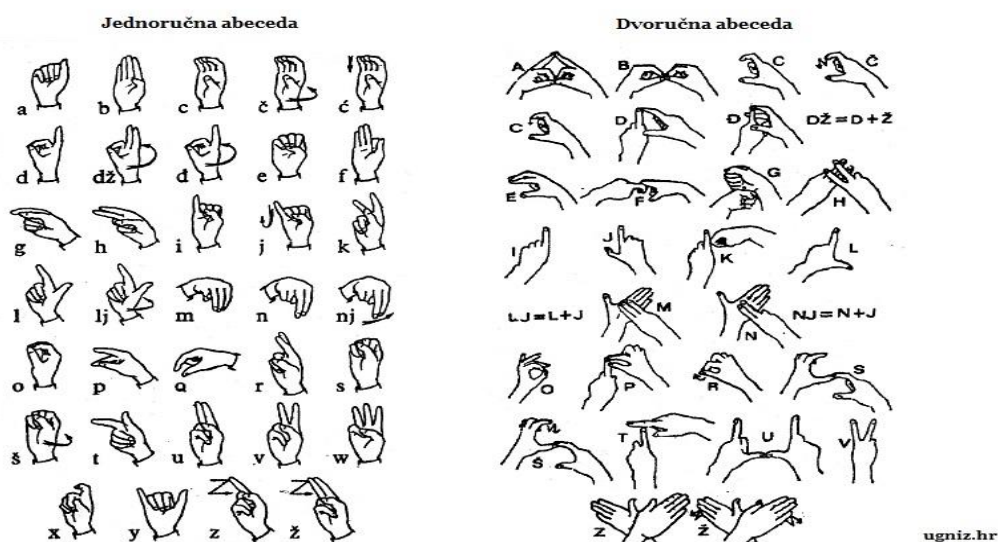 Jednoručna abeceda
a b c č ć
d dž đ e f
g h i j k
l lj m n nj
o p Q r s
š t u v w
x y z ž
Dvoručna abeceda
A B C Č
C D Đ DŽ=D+Ž
E F G H
I J K L
LJ=L+J M N NJ=N+J
O P R S
Š T U V
Z Ž
ugniz.hr